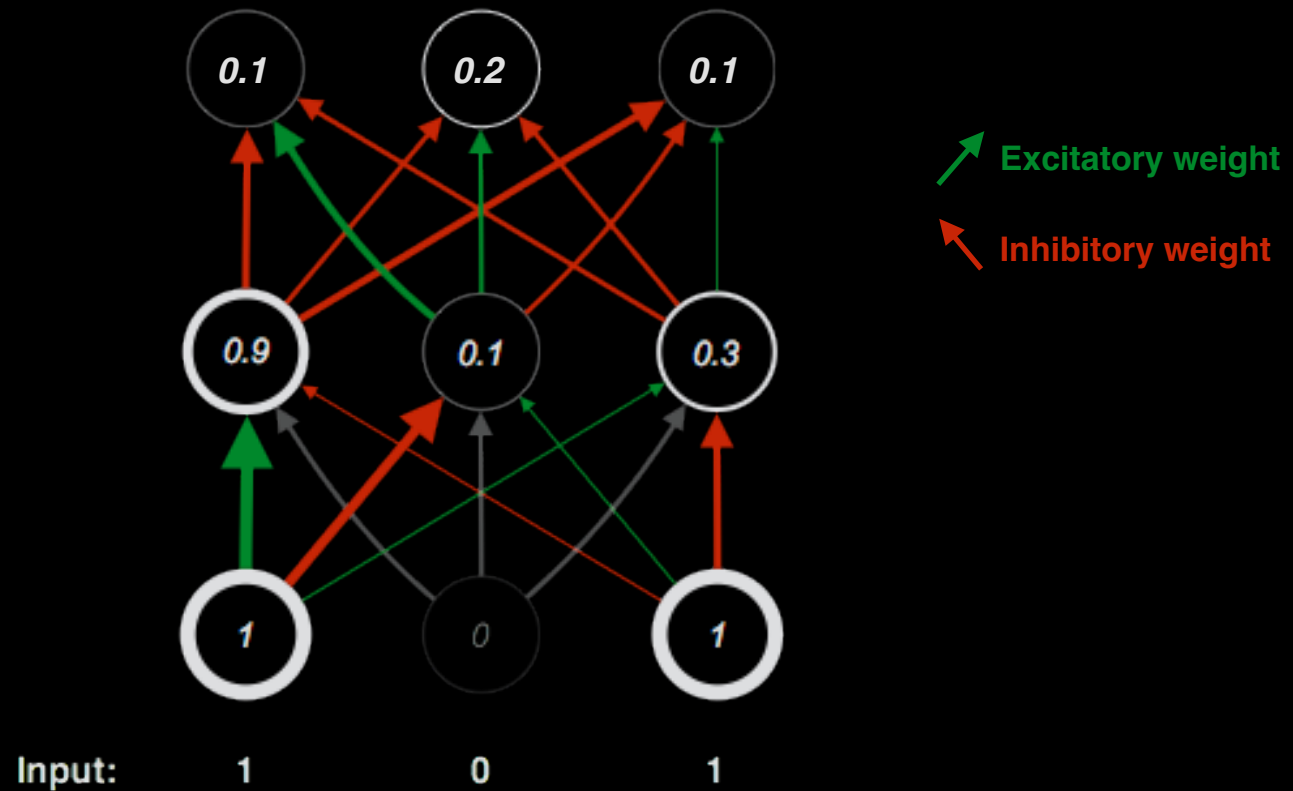 0.1 0.2 0.1
Excitatory weight
Inhibitory weight
0.9 0.1 0.3
1 0 1
Input: 1 0 1